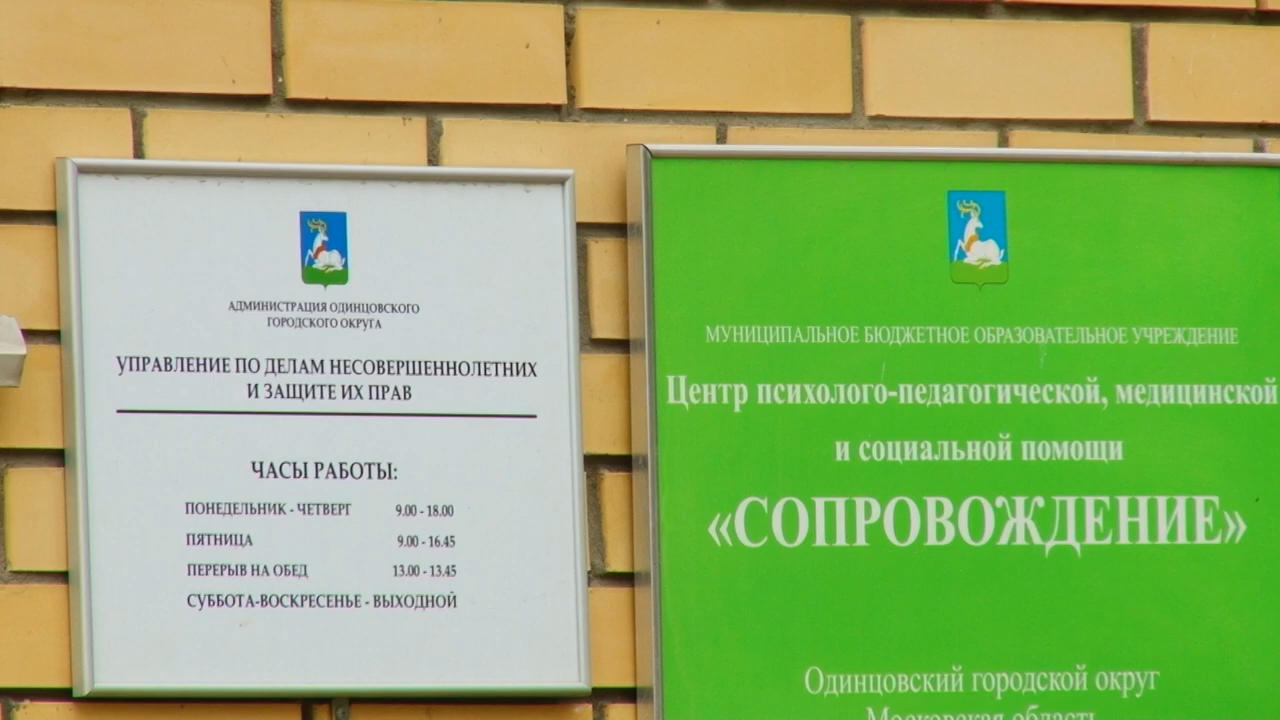 АДМИНИСТРАЦИЯ ОДИНЦОВСКОГО
ГОРОДСКОГО ОКРУГА
УПРАВЛЕНИЕ ПО ДЕЛАМ НЕСОВЕРШЕННОЛЕТНИХ
И ЗАЩИТЕ ИХ ПРАВ
ЧАСЫ РАБОТЫ:
ПОНЕДЕЛЬНИК - ЧЕТВЕРГ 9.00 - 18.00
ПЯТНИЦА 9.00 - 16.45
ПЕРЕРЫВ НА ОБЕД 13.00 - 13.45
СУББОТА-ВОСКРЕСЕНЬЕ - ВЫХОДНОЙ
МУНИЦИПАЛЬНОЕ БЮДЖЕТНОЕ ОБРАЗОВАТЕЛЬНОЕ УЧРЕЖДЕНИЕ
Центр психолого-педагогической, медицинской
и социальной помощи
«СОПРОВОЖДЕНИЕ»
Одинцовский городской округ
Московская область